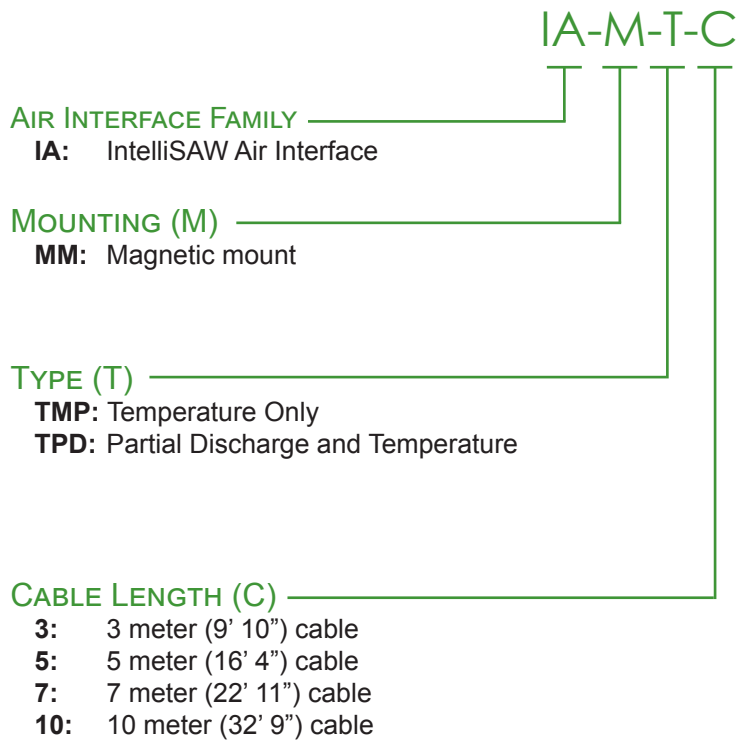 IA-M-T-C
Air Interface Family
IA: IntelliSAW Air Interface
Mounting (M)
MM: Magnetic mount
Type (T)
TMP: Temperature Only
TPD: Partial Discharge and Temperature
Cable Length (C)
3: 3 meter (9’ 10”) cable
5: 5 meter (16’ 4”) cable
7: 7 meter (22’ 11”) cable
10: 10 meter (32’ 9”) cable